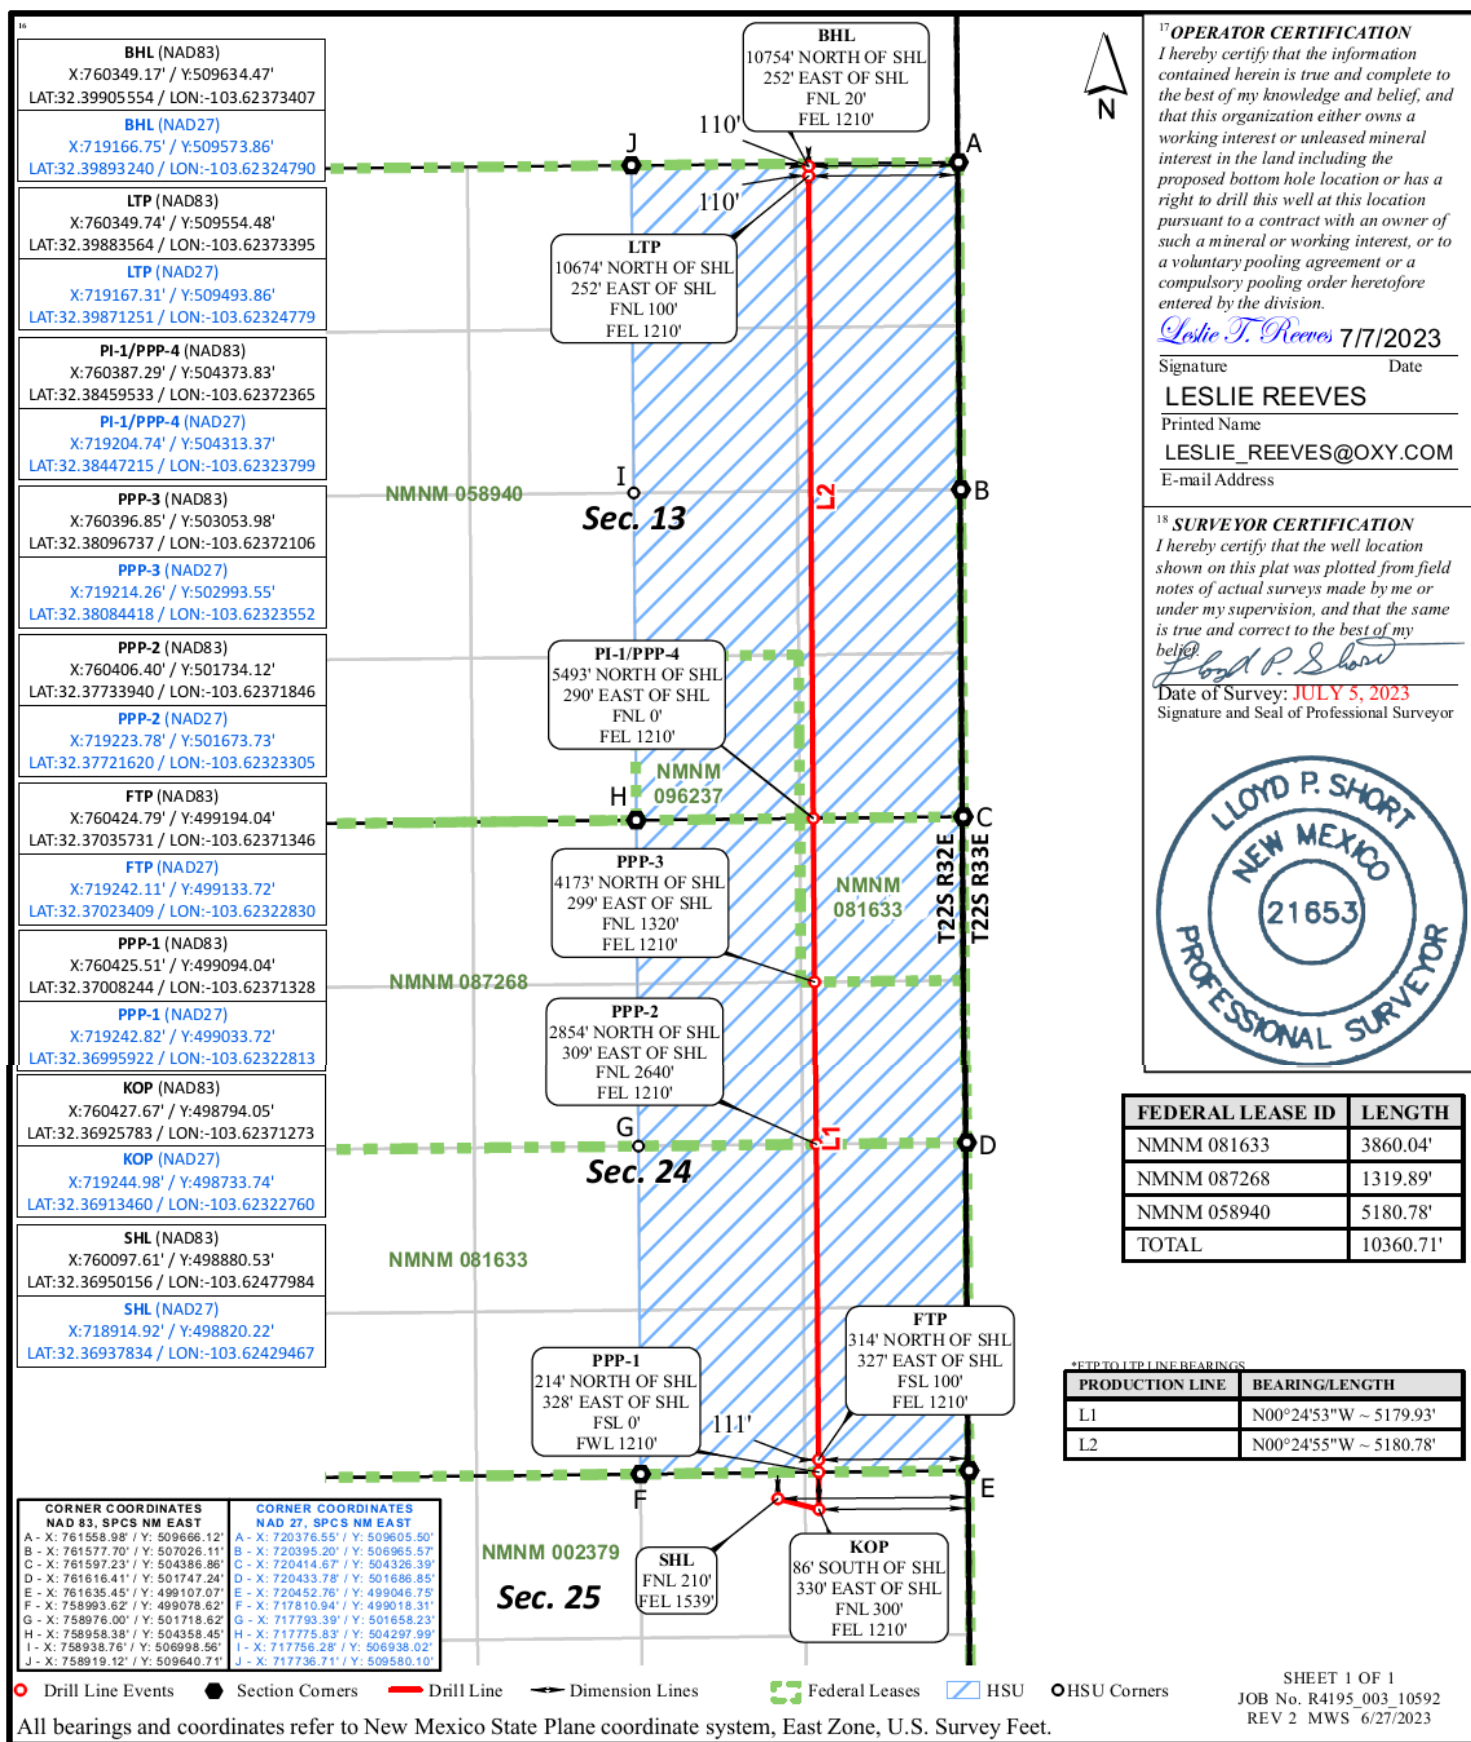 16
BHL (NAD83)
X:760349.17' / Y:509634.47'
LAT:32.39905554 / LON:-103.62373407
BHL (NAD27)
X:719166.75' / Y:509573.86'
LAT:32.39893240 / LON:-103.62324790
LTP (NAD83)
X:760349.74' / Y:509554.48'
LAT:32.39883564 / LON:-103.62373395
LTP (NAD27)
X:719167.31' / Y:509493.86'
LAT:32.39871251 / LON:-103.62324779
PI-1/PPP-4 (NAD83)
X:760387.29' / Y:504373.83'
LAT:32.38459533 / LON:-103.62372365
PI-1/PPP-4 (NAD27)
X:719204.74' / Y:504313.37'
LAT:32.38447215 / LON:-103.62323799
PPP-3 (NAD83)
X:760396.85' / Y:503053.98'
LAT:32.38096737 / LON:-103.62372106
PPP-3 (NAD27)
X:719214.26' / Y:502993.55'
LAT:32.38084418 / LON:-103.62323552
PPP-2 (NAD83)
X:760406.40' / Y:501734.12'
LAT:32.37733940 / LON:-103.62371846
PPP-2 (NAD27)
X:719223.78' / Y:501673.73'
LAT:32.37721620 / LON:-103.62323305
FTP (NAD83)
X:760424.79' / Y:499194.04'
LAT:32.37035731 / LON:-103.62371346
FTP (NAD27)
X:719242.11' / Y:499133.72'
LAT:32.37023409 / LON:-103.62322830
PPP-1 (NAD83)
X:760425.51' / Y:499094.04'
LAT:32.37008244 / LON:-103.62371328
PPP-1 (NAD27)
X:719242.82' / Y:499033.72'
LAT:32.36995922 / LON:-103.62322813
KOP (NAD83)
X:760427.67' / Y:498794.05'
LAT:32.36925783 / LON:-103.62371273
KOP (NAD27)
X:719244.98' / Y:498733.74'
LAT:32.36913460 / LON:-103.62322760
SHL (NAD83)
X:760097.61' / Y:498880.53'
LAT:32.36950156 / LON:-103.62477984
SHL (NAD27)
X:718914.92' / Y:498820.22'
LAT:32.36937834 / LON:-103.62429467
CORNER COORDINATES
NAD 83, SPCS NM EAST
A - X: 761558.98' / Y: 509666.12'
B - X: 761577.70' / Y: 507026.11'
C - X: 761597.23' / Y: 504386.86'
D - X: 761616.41' / Y: 501747.24'
E - X: 761635.45' / Y: 499107.07'
F - X: 758993.62' / Y: 499078.62'
G - X: 758976.00' / Y: 501718.62'
H - X: 758958.38' / Y: 504358.45'
I - X: 758938.76' / Y: 506998.56'
J - X: 758919.12' / Y: 509640.71'
CORNER COORDINATES
NAD 27, SPCS NM EAST
A - X: 720376.55' / Y: 509605.50'
B - X: 720395.20' / Y: 506965.57'
C - X: 720414.67' / Y: 504326.39'
D - X: 720433.78' / Y: 501686.85'
E - X: 720452.76' / Y: 499046.75'
F - X: 717810.94' / Y: 499018.31'
G - X: 717793.39' / Y: 501658.23'
H - X: 717775.83' / Y: 504297.99'
I - X: 717756.28' / Y: 506938.02'
J - X: 717736.71' / Y: 509580.10'
BHL
10754' NORTH OF SHL
252' EAST OF SHL
FNL 20'
FEL 1210'
N
110'
J
A
110'
LTP
10674' NORTH OF SHL
252' EAST OF SHL
FNL 100'
FEL 1210'
NMNM 058940
I
B
L2
Sec. 13
PI-1/PPP-4
5493' NORTH OF SHL
290' EAST OF SHL
FNL 0'
FEL 1210'
NMNM
096237
H
C
T22S R32E
T22S R33E
PPP-3
4173' NORTH OF SHL
299' EAST OF SHL
FNL 1320'
FEL 1210'
NMNM
081633
NMNM 087268
PPP-2
2854' NORTH OF SHL
309' EAST OF SHL
FNL 2640'
FEL 1210'
G
L1
D
Sec. 24
NMNM 081633
FTP
314' NORTH OF SHL
327' EAST OF SHL
FSL 100'
FEL 1210'
PPP-1
214' NORTH OF SHL
328' EAST OF SHL
FSL 0'
FWL 1210'
111'
F
E
NMNM 002379
SHL
FNL 210'
FEL 1539'
KOP
86' SOUTH OF SHL
330' EAST OF SHL
FNL 300'
FEL 1210'
Sec. 25
17 OPERATOR CERTIFICATION
I hereby certify that the information
contained herein is true and complete to
the best of my knowledge and belief, and
that this organization either owns a
working interest or unleased mineral
interest in the land including the
proposed bottom hole location or has a
right to drill this well at this location
pursuant to a contract with an owner of
such a mineral or working interest, or to
a voluntary pooling agreement or a
compulsory pooling order heretofore
entered by the division.
Leslie T. Reeves 7/7/2023
Signature Date
LESLIE REEVES
Printed Name
LESLIE_REEVES@OXY.COM
E-mail Address
18 SURVEYOR CERTIFICATION
I hereby certify that the well location
shown on this plat was plotted from field
notes of actual surveys made by me or
under my supervision, and that the same
is true and correct to the best of my
belief.
Lloyd P. Short
Date of Survey: JULY 5, 2023
Signature and Seal of Professional Surveyor
LLOYD P. SHORT
NEW MEXICO
21653
PROFESSIONAL SURVEYOR
FEDERAL LEASE ID LENGTH
NMNM 081633 3860.04'
NMNM 087268 1319.89'
NMNM 058940 5180.78'
TOTAL 10360.71'
*FTP TO LTP LINE BEARINGS
PRODUCTION LINE BEARING/LENGTH
L1 N00°24'53"W ~ 5179.93'
L2 N00°24'55"W ~ 5180.78'
Drill Line Events Section Corners Drill Line Dimension Lines Federal Leases HSU HSU Corners
All bearings and coordinates refer to New Mexico State Plane coordinate system, East Zone, U.S. Survey Feet.
SHEET 1 OF 1
JOB No. R4195_003_10592
REV 2 MWS 6/27/2023